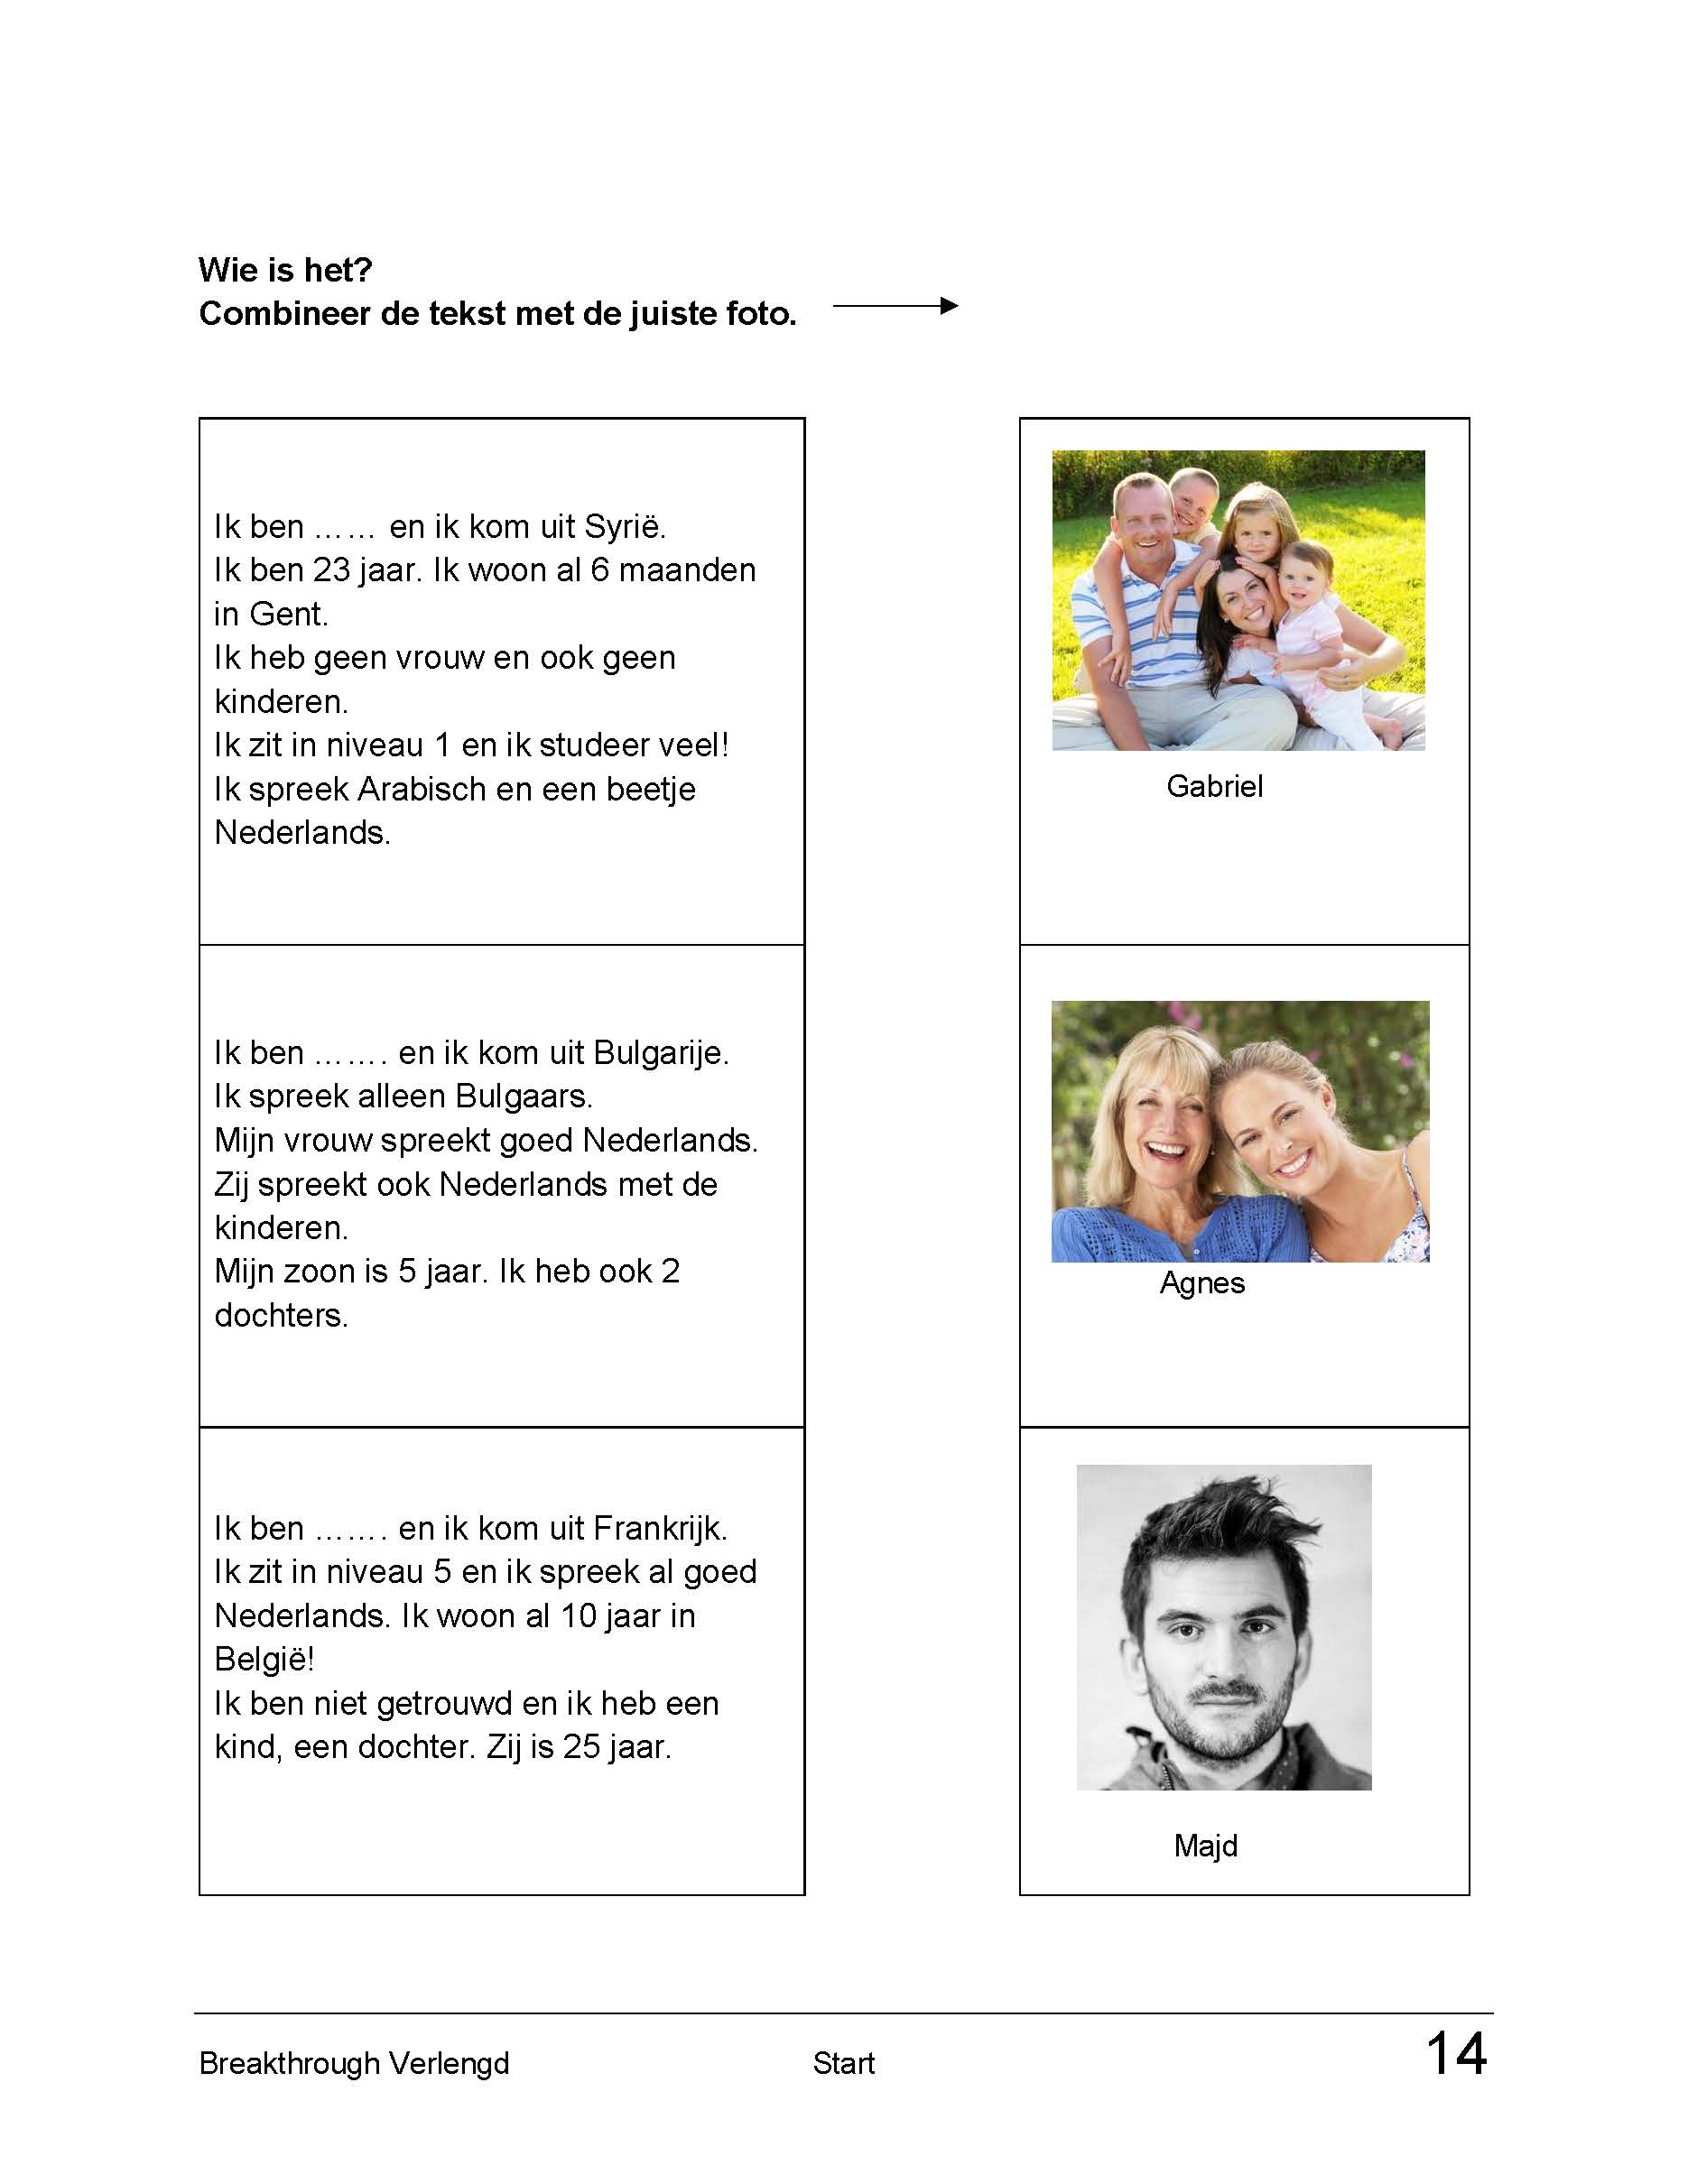 Wie is het?
Combineer de tekst met de juiste foto.
Ik ben …… en ik kom uit Syrië.
Ik ben 23 jaar. Ik woon al 6 maanden
in Gent.
Ik heb geen vrouw en ook geen
kinderen.
Ik zit in niveau 1 en ik studeer veel!
Ik spreek Arabisch en een beetje
Nederlands.
Gabriel
Ik ben ……. en ik kom uit Bulgarije.
Ik spreek alleen Bulgaars.
Mijn vrouw spreekt goed Nederlands.
Zij spreekt ook Nederlands met de
kinderen.
Mijn zoon is 5 jaar. Ik heb ook 2
dochters.
Agnes
Ik ben ……. en ik kom uit Frankrijk.
Ik zit in niveau 5 en ik spreek al goed
Nederlands. Ik woon al 10 jaar in
België!
Ik ben niet getrouwd en ik heb een
kind, een dochter. Zij is 25 jaar.
Majd
Breakthrough Verlengd Start 14